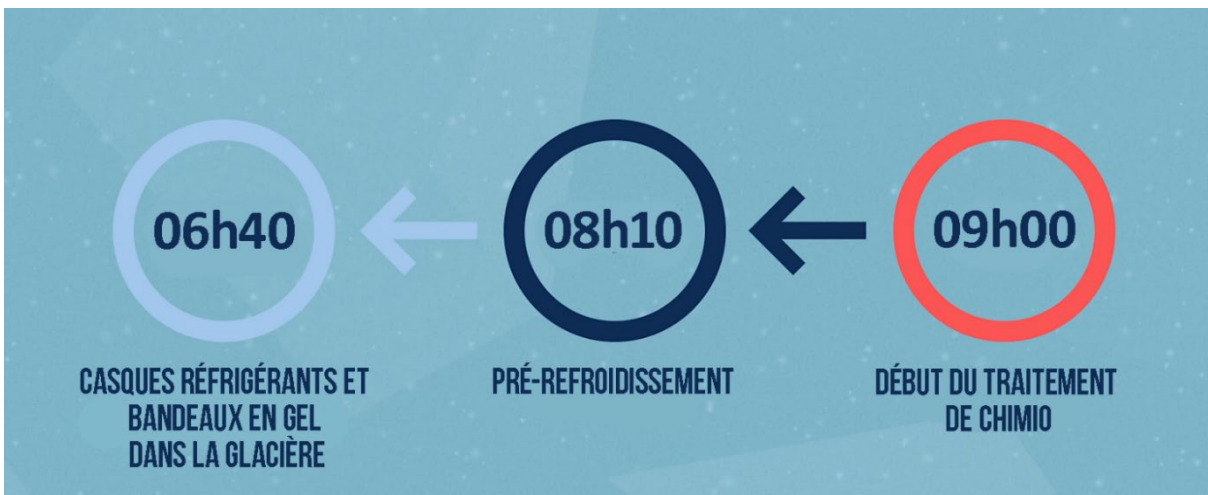 06h40
08h10
09h00
CASQUES RÉFRIGÉRANTS ET
BANDEAUX EN GEL
DANS LA GLACIÈRE
PRÉ-REFROIDISSEMENT
DÉBUT DU TRAITEMENT
DE CHIMIO